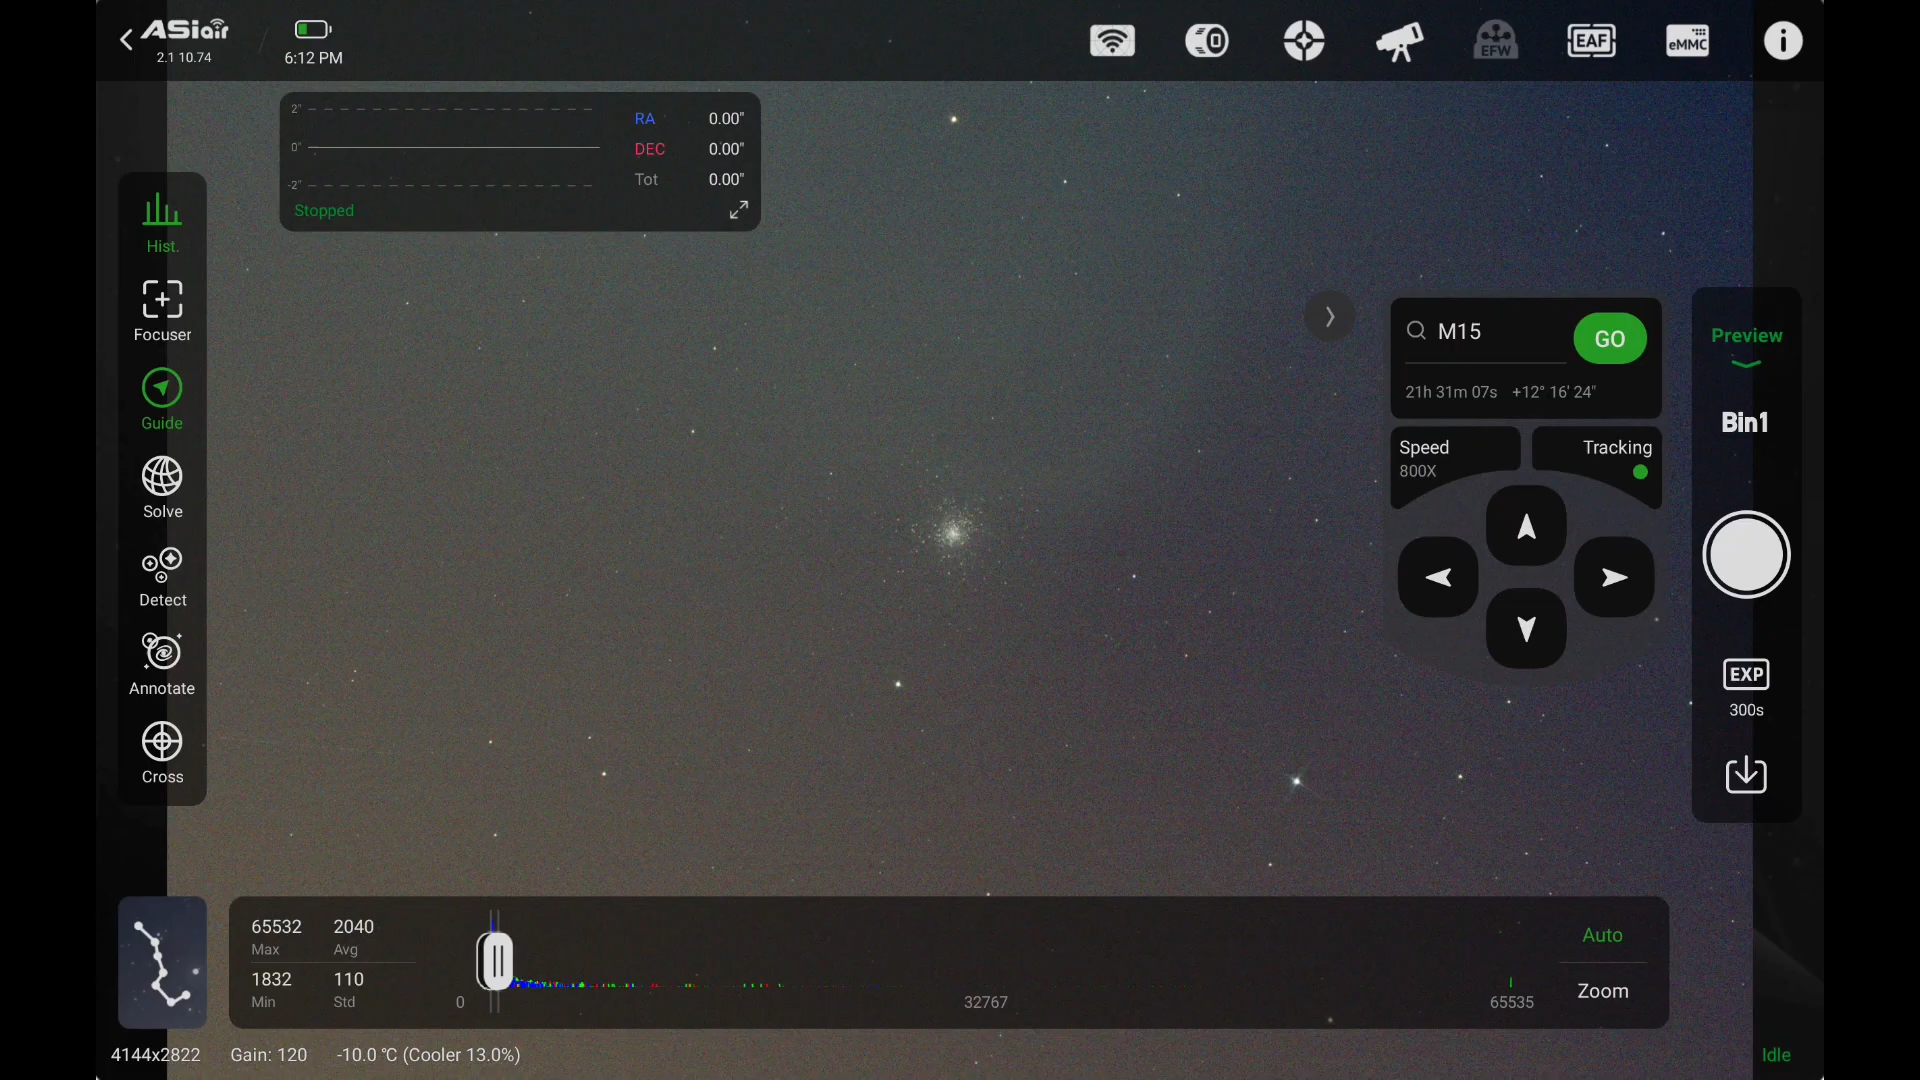 ASiair
2.1 10.74
6:12 PM
EFW
EAF
eMMC
2"
0"
-2"
RA 0.00"
DEC 0.00"
Tot 0.00"
Stopped
Hist.
Focuser
Guide
Solve
Detect
Annotate
Cross
M15
GO
21h 31m 07s +12° 16' 24"
Speed
800X
Tracking
Preview
Bin1
EXP
300s
65532 2040
Max Avg
1832 110
Min Std
0 32767 65535
Auto
Zoom
4144x2822 Gain: 120 -10.0 ℃ (Cooler 13.0%)
Idle